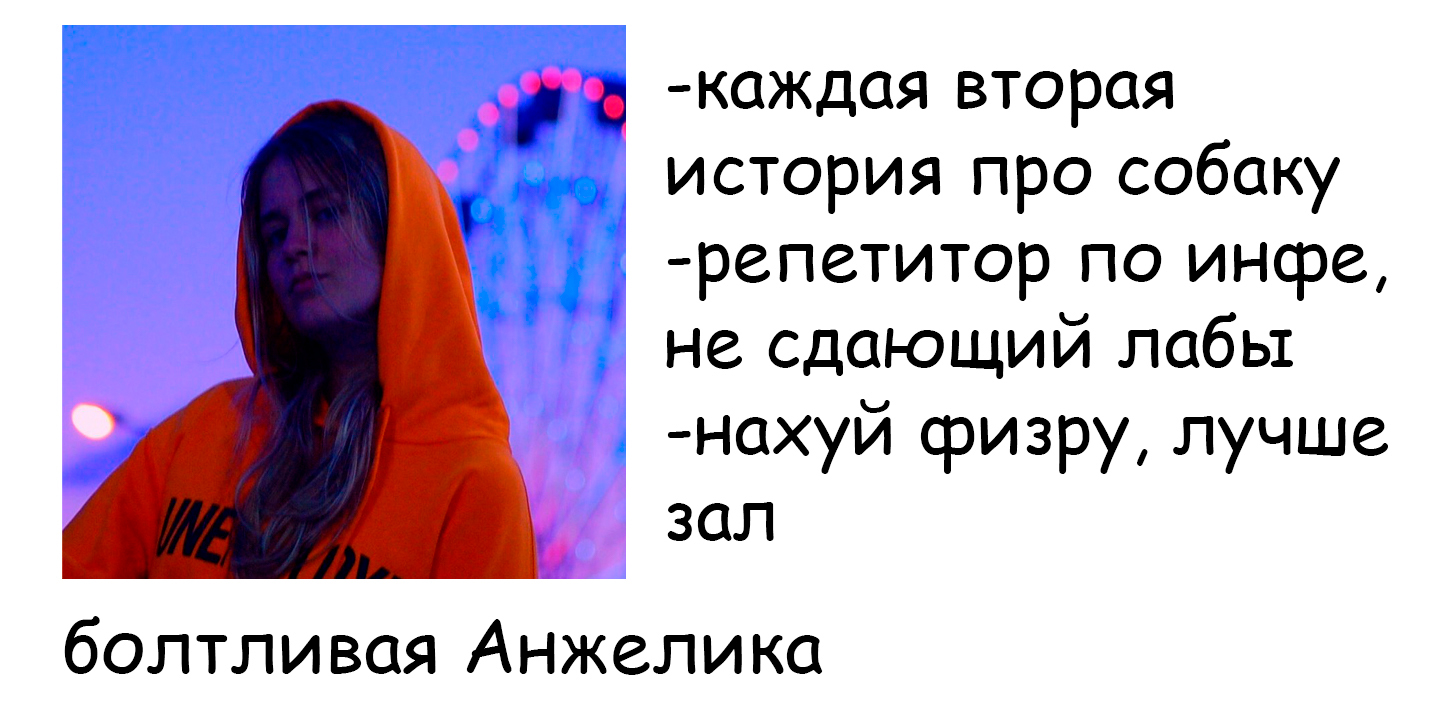 -каждая вторая
история про собаку
-репетитор по инфе,
не сдающий лабы
-нахуй физру, лучше
зал
болтливая Анжелика